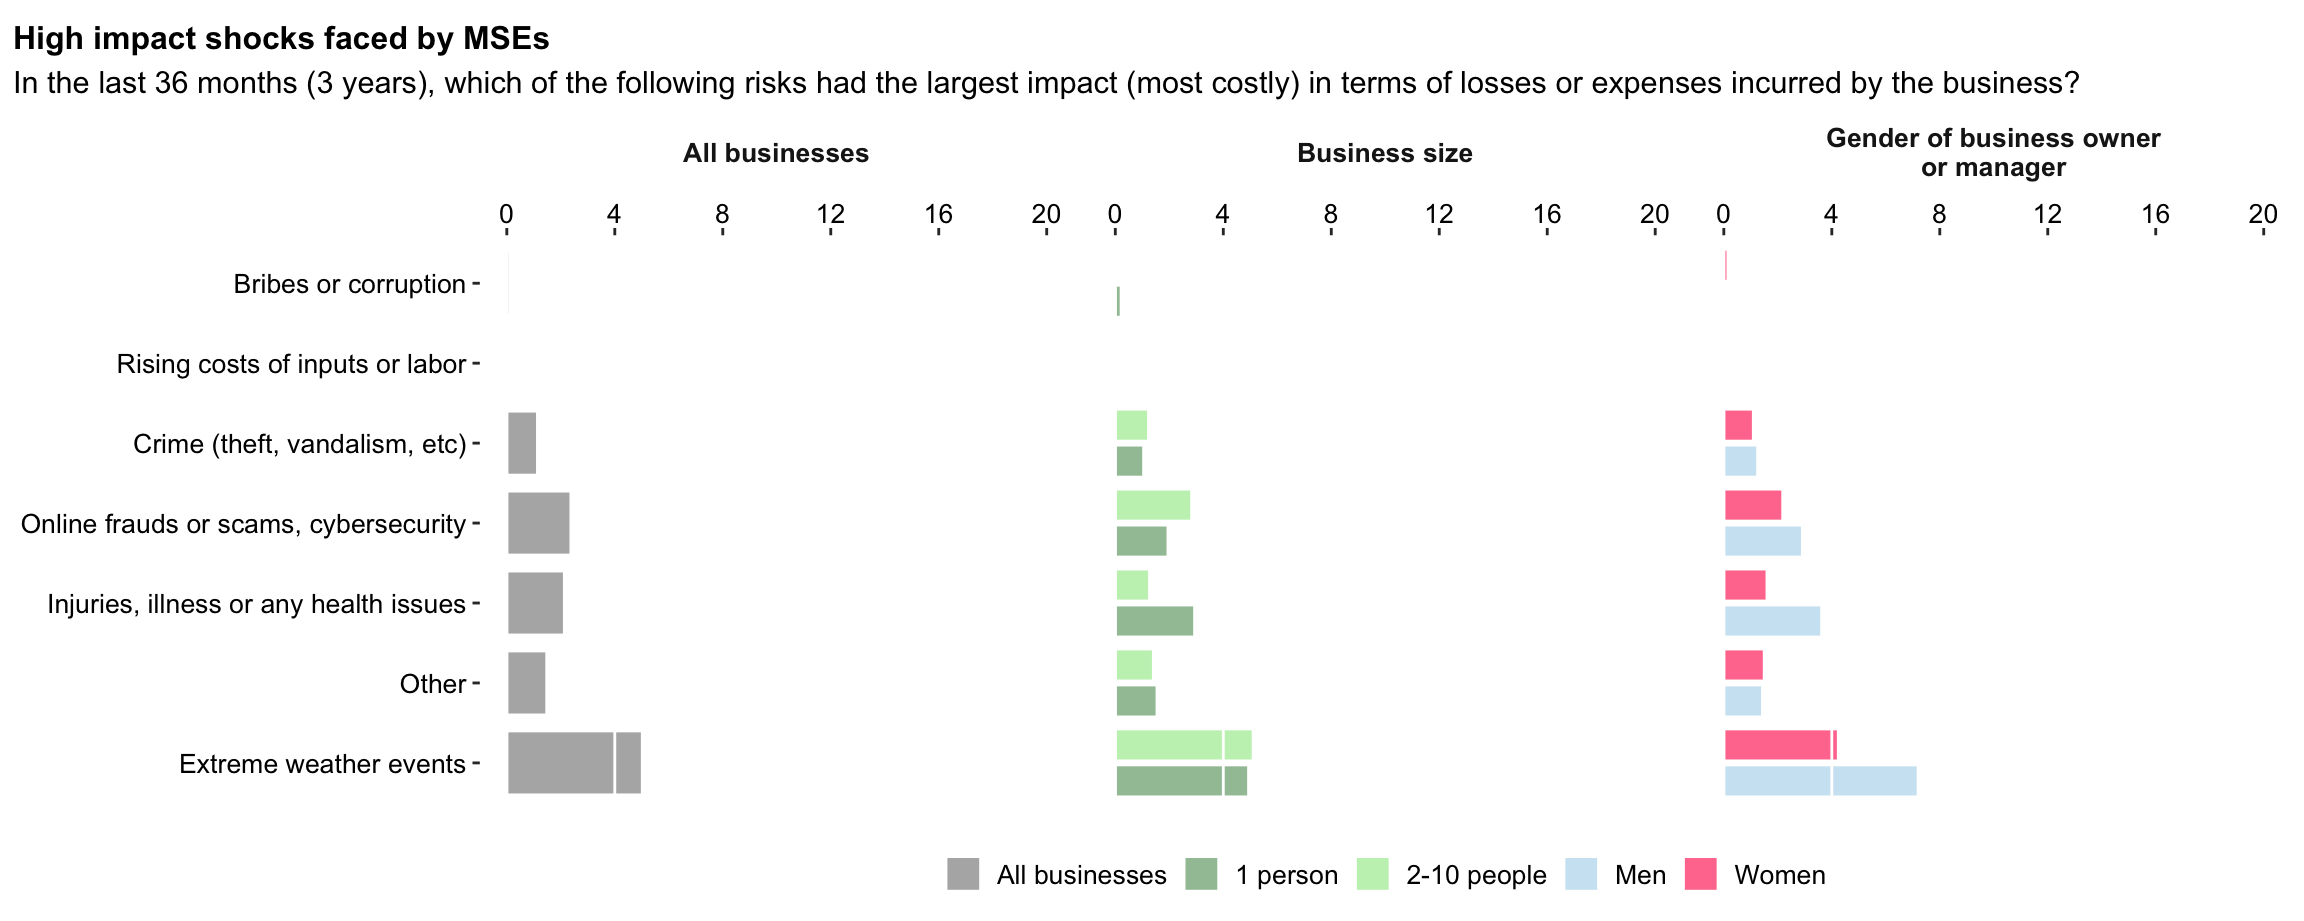 High impact shocks faced by MSEs
In the last 36 months (3 years), which of the following risks had the largest impact (most costly) in terms of losses or expenses incurred by the business?
All businesses
Business size
Gender of business owner
or manager
0 4 8 12 16 20
0 4 8 12 16 20
0 4 8 12 16 20
Bribes or corruption
Rising costs of inputs or labor
Crime (theft, vandalism, etc)
Online frauds or scams, cybersecurity
Injuries, illness or any health issues
Other
Extreme weather events
All businesses 1 person 2-10 people Men Women